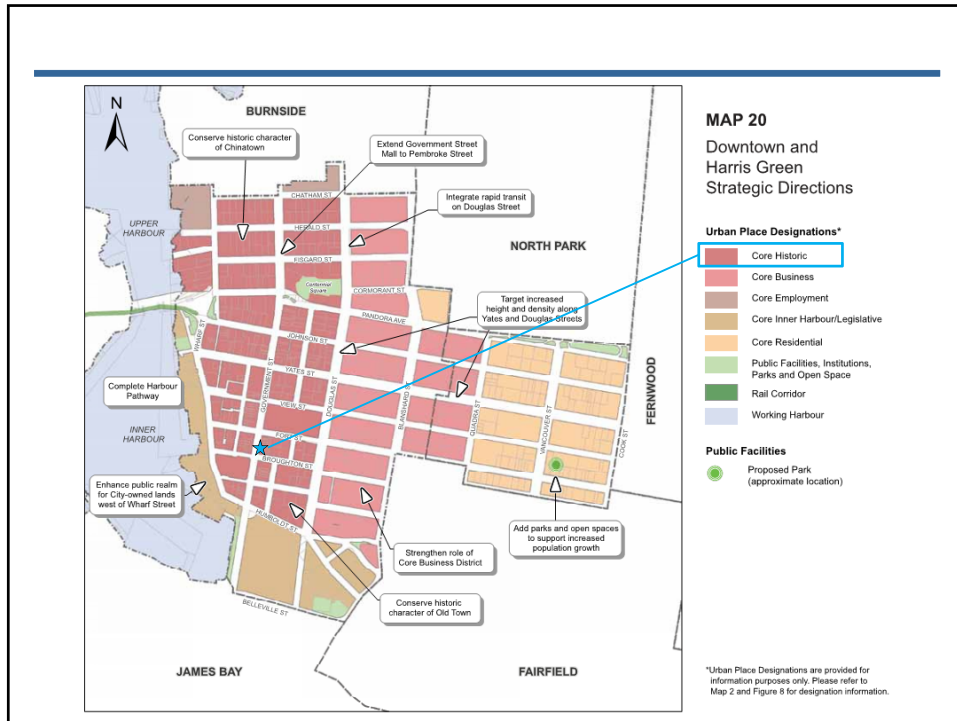 N
BURNSIDE
Conserve historic character
of Chinatown
Extend Government Street
Mall to Pembroke Street
CHATHAM ST
Integrate rapid transit
on Douglas Street
HERALD ST
UPPER
HARBOUR
NORTH PARK
FISGARD ST
Centennial
Square
CORMORANT ST
Target increased
height and density along
Yates and Douglas Streets
PANDORA AVE
WHARF ST
JOHNSON ST
YATES ST
GOVERNMENT ST
DOUGLAS ST
BLANSHARD ST
QUADRA ST
VANCOUVER ST
COOK ST
FERNWOOD
Complete Harbour
Pathway
VIEW ST
INNER
HARBOUR
FORT ST
BROUGHTON ST
Enhance public realm
for City-owned lands
west of Wharf Street
HUMBOLDT ST
Add parks and open spaces
to support increased
population growth
Strengthen role of
Core Business District
Conserve historic
character of Old Town
BELLEVILLE ST
JAMES BAY
FAIRFIELD
MAP 20
Downtown and
Harris Green
Strategic Directions
Urban Place Designations*
Core Historic
Core Business
Core Employment
Core Inner Harbour/Legislative
Core Residential
Public Facilities, Institutions,
Parks and Open Space
Rail Corridor
Working Harbour
Public Facilities
Proposed Park
(approximate location)
*Urban Place Designations are provided for
information purposes only. Please refer to
Map 2 and Figure 8 for designation information.